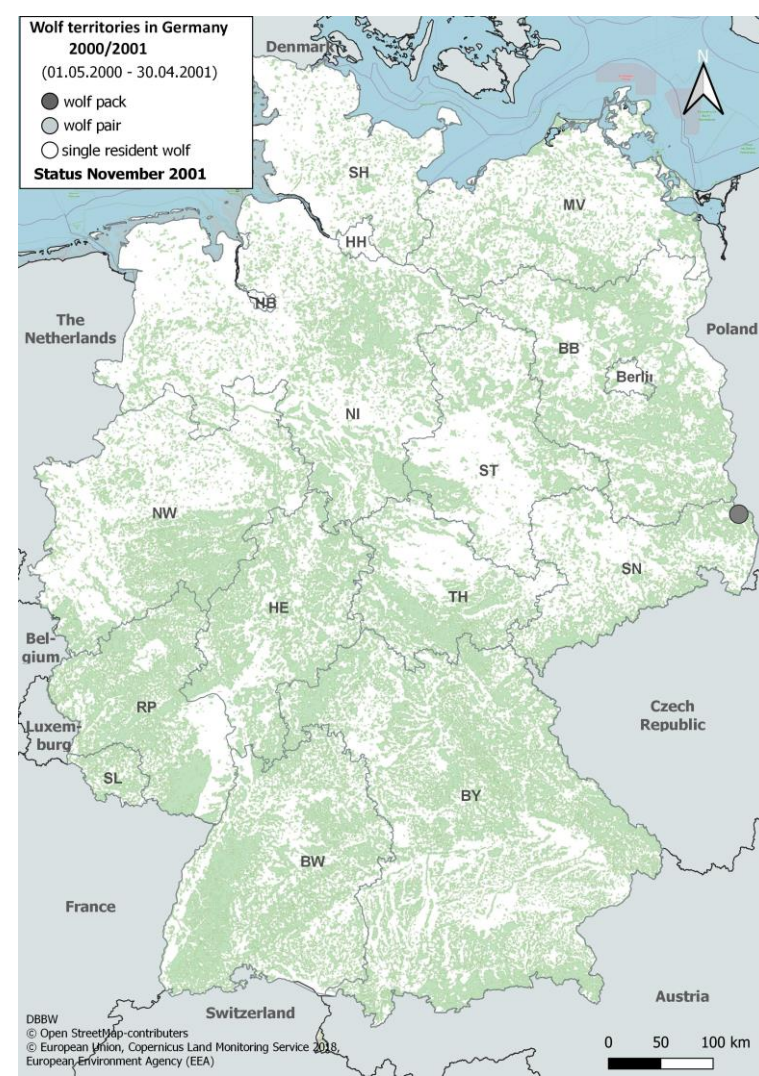 Wolf territories in Germany
2000/2001
(01.05.2000 - 30.04.2001)
wolf pack
wolf pair
single resident wolf
Status November 2001
Denmark
N
SH
MV
HH
HB
The
Netherlands
Poland
BB
Berlin
NI
ST
NW
SN
HE
TH
Bel-
gium
RP
Luxem-
burg
Czech
Republic
SL
BY
BW
France
Austria
Switzerland
DBBW
© Open StreetMap-contributers
© European Union, Copernicus Land Monitoring Service 2018,
European Environment Agency (EEA)
0 50 100 km